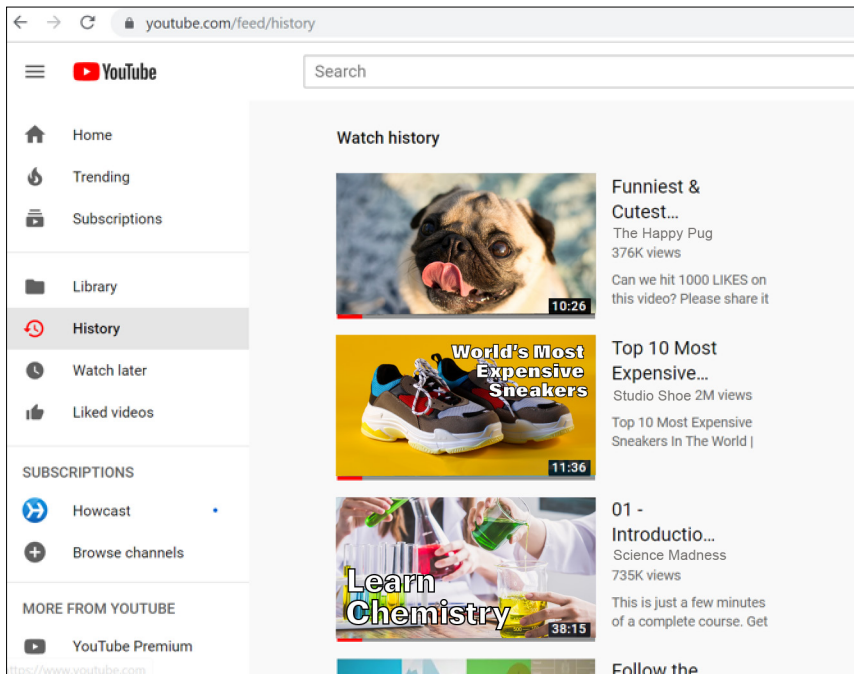 youtube.com/feed/history
YouTube
Search
Home
Trending
Subscriptions
Library
History
Watch later
Liked videos
SUBSCRIPTIONS
Howcast
Browse channels
MORE FROM YOUTUBE
YouTube Premium
ttps://www.youtube.com
Watch history
10:26
Funniest &
Cutest...
The Happy Pug
376K views
Can we hit 1000 LIKES on
this video? Please share it
World's Most
Expensive
Sneakers
11:36
Top 10 Most
Expensive...
Studio Shoe 2M views
Top 10 Most Expensive
Sneakers In The World |
Learn
Chemistry
38:15
01 -
Introductio...
Science Madness
735K views
This is just a few minutes
of a complete course. Get
Follow the